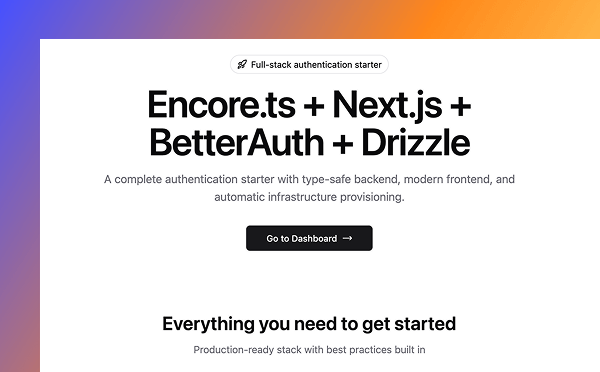 Full-stack authentication starter
Encore.ts + Next.js +
BetterAuth + Drizzle
A complete authentication starter with type-safe backend, modern frontend, and
automatic infrastructure provisioning.
Go to Dashboard →
Everything you need to get started
Production-ready stack with best practices built in